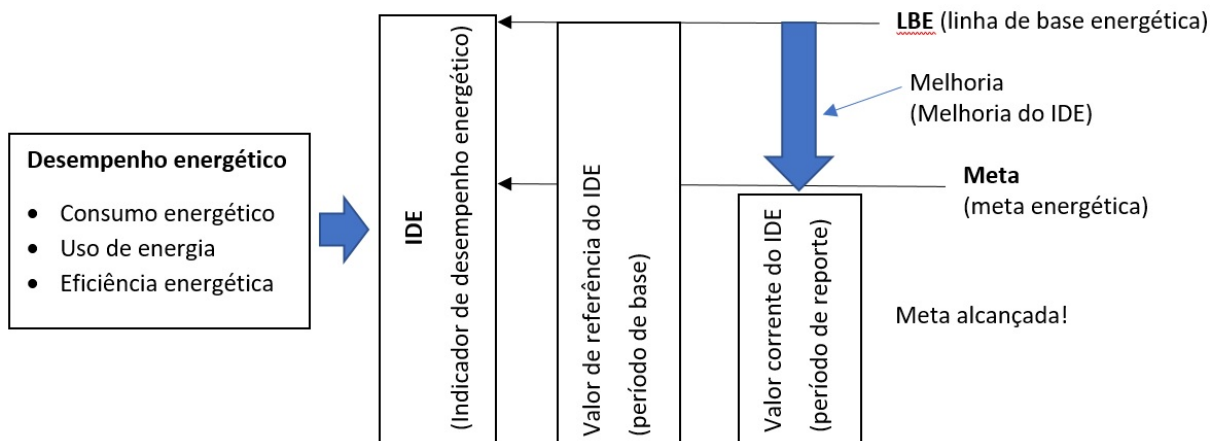 Desempenho energético
• Consumo energético
• Uso de energia
• Eficiência energética
IDE
(Indicador de desempenho energético)
Valor de referência do IDE
(período de base)
Valor corrente do IDE
(período de reporte)
LBE (linha de base energética)
Melhoria
(Melhoria do IDE)
Meta
(meta energética)
Meta alcançada!